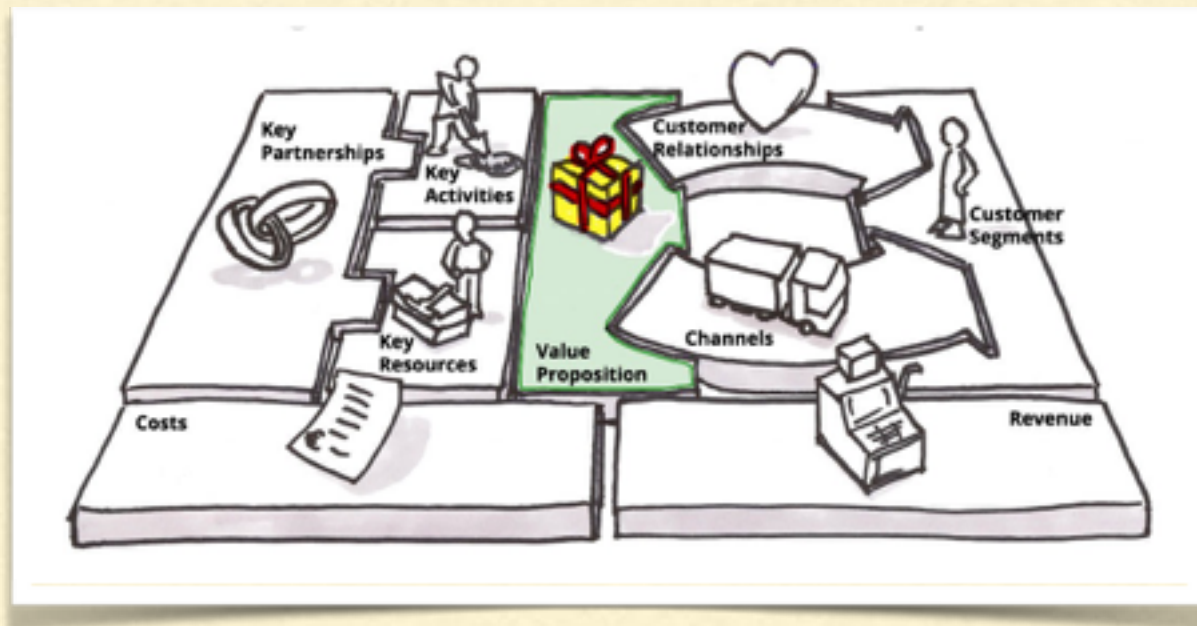 Key
Partnerships
Key
Activities
Key
Resources
Value
Proposition
Customer
Relationships
Channels
Customer
Segments
Costs
Revenue